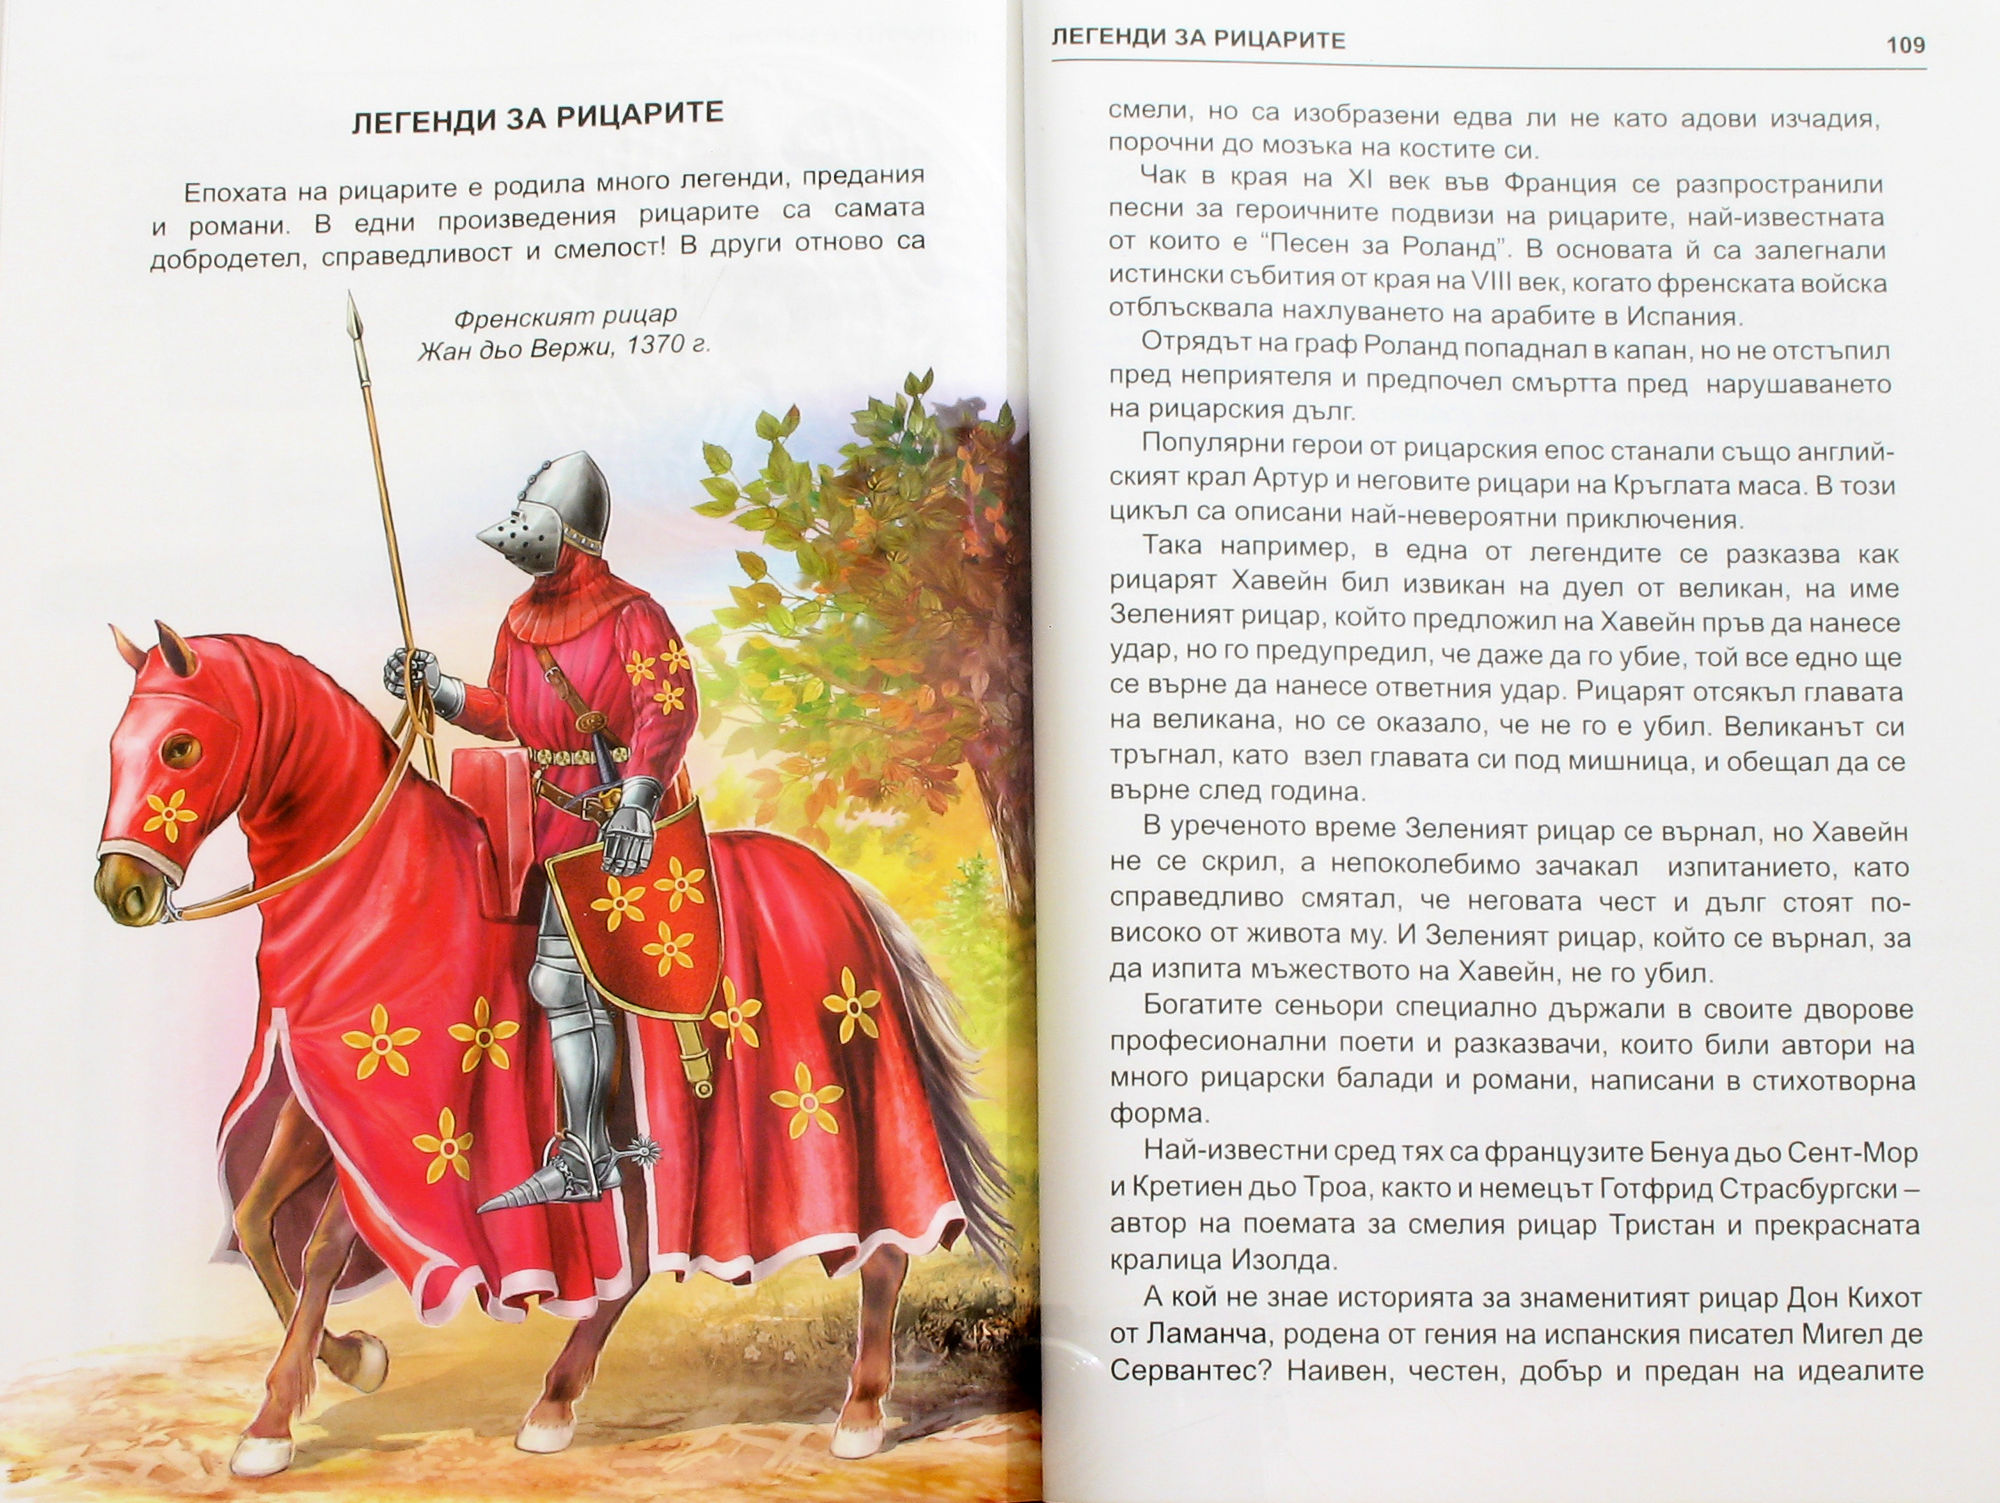 ЛЕГЕНДИ ЗА РИЦАРИТЕ
Епохата на рицарите е родила много легенди, предания
и романи. В едни произведения рицарите са самата
добродетел, справедливост и смелост! В други отново са
Френският рицар
Жан дьо Вержи, 1370 г.
ЛЕГЕНДИ ЗА РИЦАРИТЕ 109
смели, но са изобразени едва ли не като адови изчадия,
порочни до мозъка на костите си.
Чак в края на XI век във Франция се разпространили
песни за героичните подвизи на рицарите, най-известната
от които е “Песен за Роланд”. В основата й са залегнали
истински събития от края на VIII век, когато френската войска
отблъсквала нахлуването на арабите в Испания.
Отрядът на граф Роланд попаднал в капан, но не отстъпил
пред неприятеля и предпочел смъртта пред нарушаването
на рицарския дълг.
Популярни герои от рицарския епос станали също англий-
ският крал Артур и неговите рицари на Кръглата маса. В този
цикъл са описани най-невероятни приключения.
Така например, в една от легендите се разказва как
рицарят Хавейн бил извикан на дуел от великан, на име
Зеленият рицар, който предложил на Хавейн пръв да нанесе
удар, но го предупредил, че даже да го убие, той все едно ще
се върне да нанесе ответния удар. Рицарят отсякъл главата
на великана, но се оказало, че не го е убил. Великанът си
тръгнал, като взел главата си под мишница, и обещал да се
върне след година.
В уреченото време Зеленият рицар се върнал, но Хавейн
не се скрил, а непоколебимо зачакал изпитанието, като
справедливо смятал, че неговата чест и дълг стоят по-
високо от живота му. И Зеленият рицар, който се върнал, за
да изпита мъжеството на Хавейн, не го убил.
Богатите сеньори специално държали в своите дворове
професионални поети и разказвачи, които били автори на
много рицарски балади и романи, написани в стихотворна
форма.
Най-известни сред тях са французите Бенуа дьо Сент-Мор
и Кретиен дьо Троа, както и немецът Готфрид Страсбургски –
автор на поемата за смелия рицар Тристан и прекрасната
кралица Изолда.
А кой не знае историята за знаменитият рицар Дон Кихот
от Ламанча, родена от гения на испанския писател Мигел де
Сервантес? Наивен, честен, добър и предан на идеалите